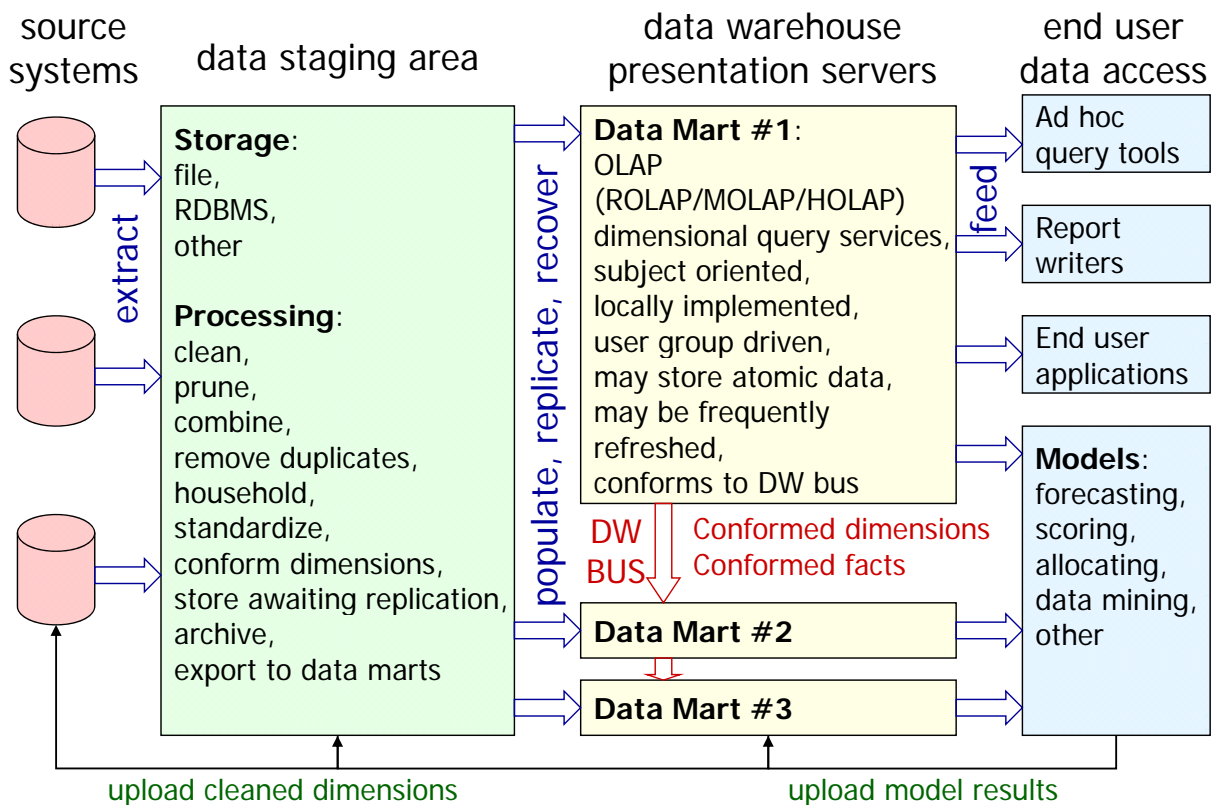 source
systems
data staging area
data warehouse
presentation servers
end user
data access
extract
Storage:
file,
RDBMS,
other
Processing:
clean,
prune,
combine,
remove duplicates,
household,
standardize,
conform dimensions,
store awaiting replication,
archive,
export to data marts
populate, replicate, recover
Data Mart #1:
OLAP
(ROLAP/MOLAP/HOLAP)
dimensional query services,
subject oriented,
locally implemented,
user group driven,
may store atomic data,
may be frequently
refreshed,
conforms to DW bus
DW
BUS
Conformed dimensions
Conformed facts
Data Mart #2
Data Mart #3
feed
Ad hoc
query tools
Report
writers
End user
applications
Models:
forecasting,
scoring,
allocating,
data mining,
other
upload cleaned dimensions
upload model results